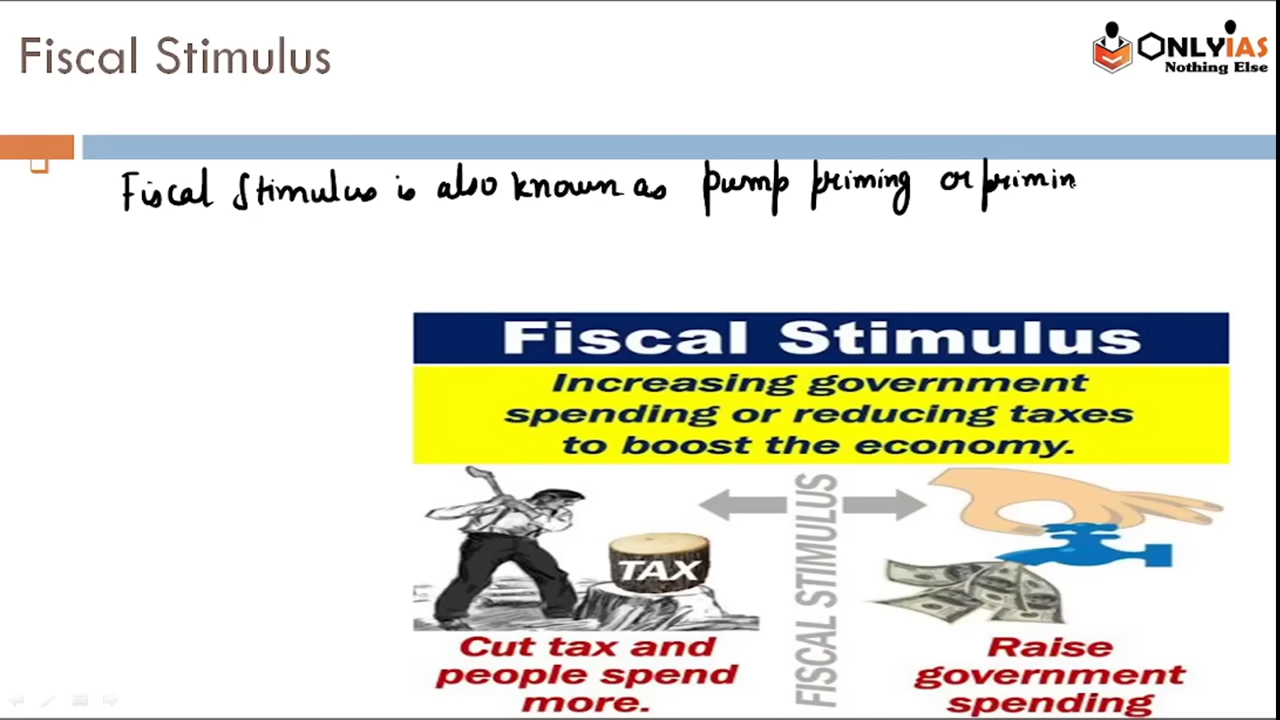 Fiscal Stimulus
ONLYIAS
Nothing Else
Fiscal Stimulus is also known as pump priming or primin
Fiscal Stimulus
Increasing government
spending or reducing taxes
to boost the economy.
FISCAL STIMULUS
TAX
Cut tax and
people spend
more.
Raise
government
spending